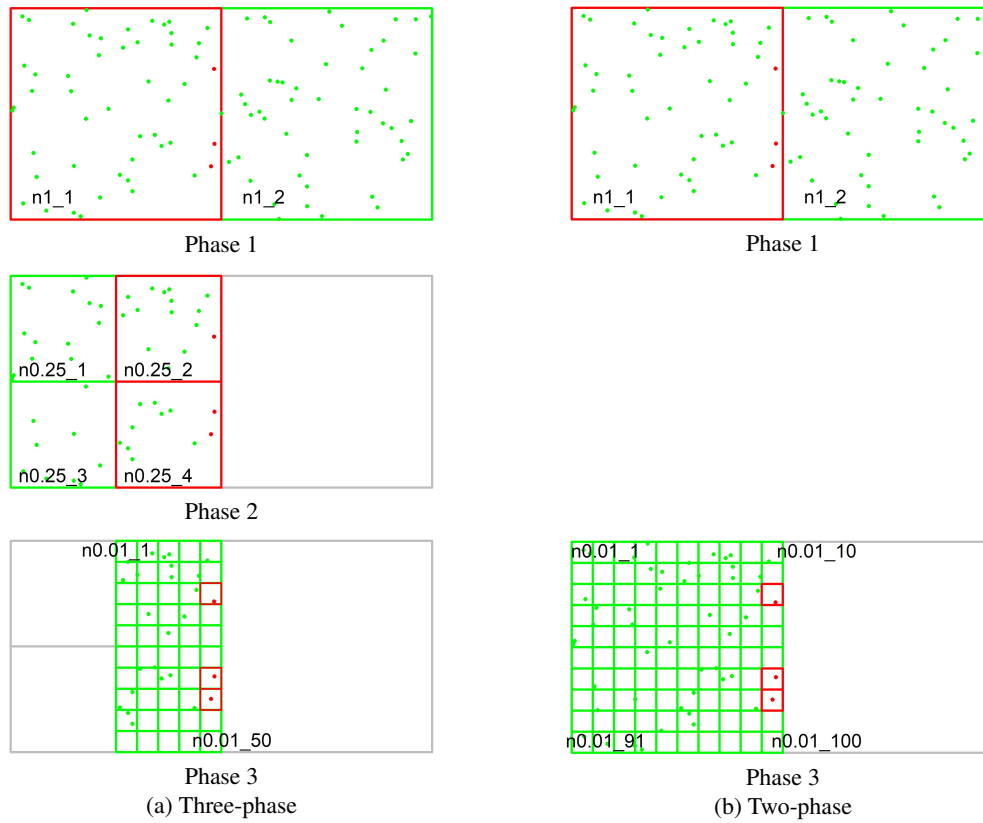 n1_1
n1_2
Phase 1
n0.25_1
n0.25_2
n0.25_3
n0.25_4
Phase 2
n0.01_1
n0.01_50
Phase 3
(a) Three-phase
n1_1
n1_2
Phase 1
n0.01_1
n0.01_10
n0.01_91
n0.01_100
Phase 3
(b) Two-phase